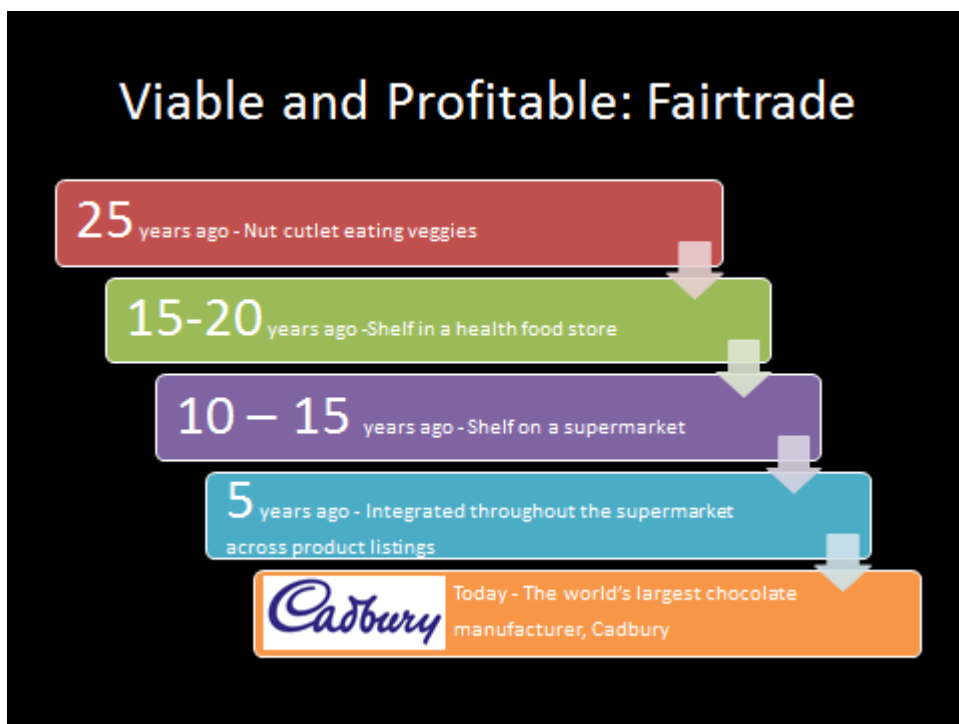 Viable and Profitable: Fairtrade
25 years ago - Nut cutlet eating veggies
15-20 years ago -Shelf in a health food store
10 – 15 years ago - Shelf on a supermarket
5 years ago - Integrated throughout the supermarket
across product listings
Cadbury
Today - The world's largest chocolate
manufacturer, Cadbury